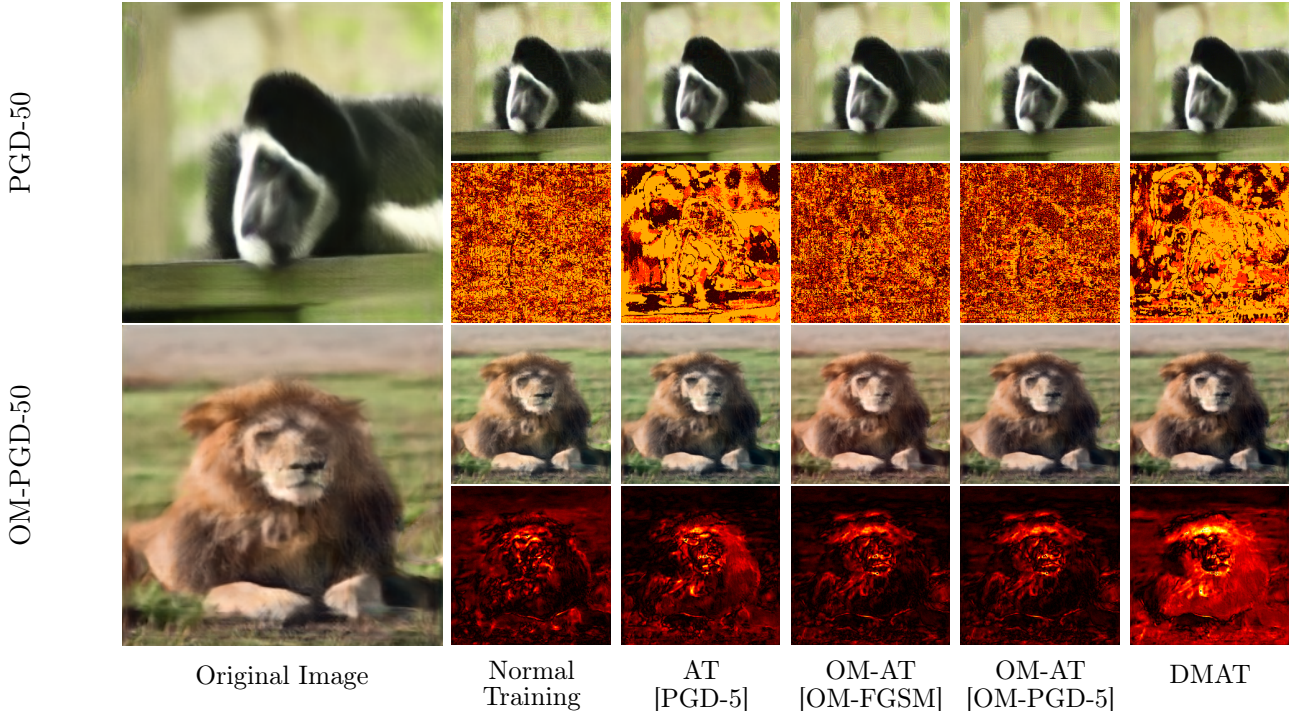 PGD-50
OM-PGD-50
Original Image
Normal
Training
AT
[PGD-5]
OM-AT
[OM-FGSM]
OM-AT
[OM-PGD-5]
DMAT